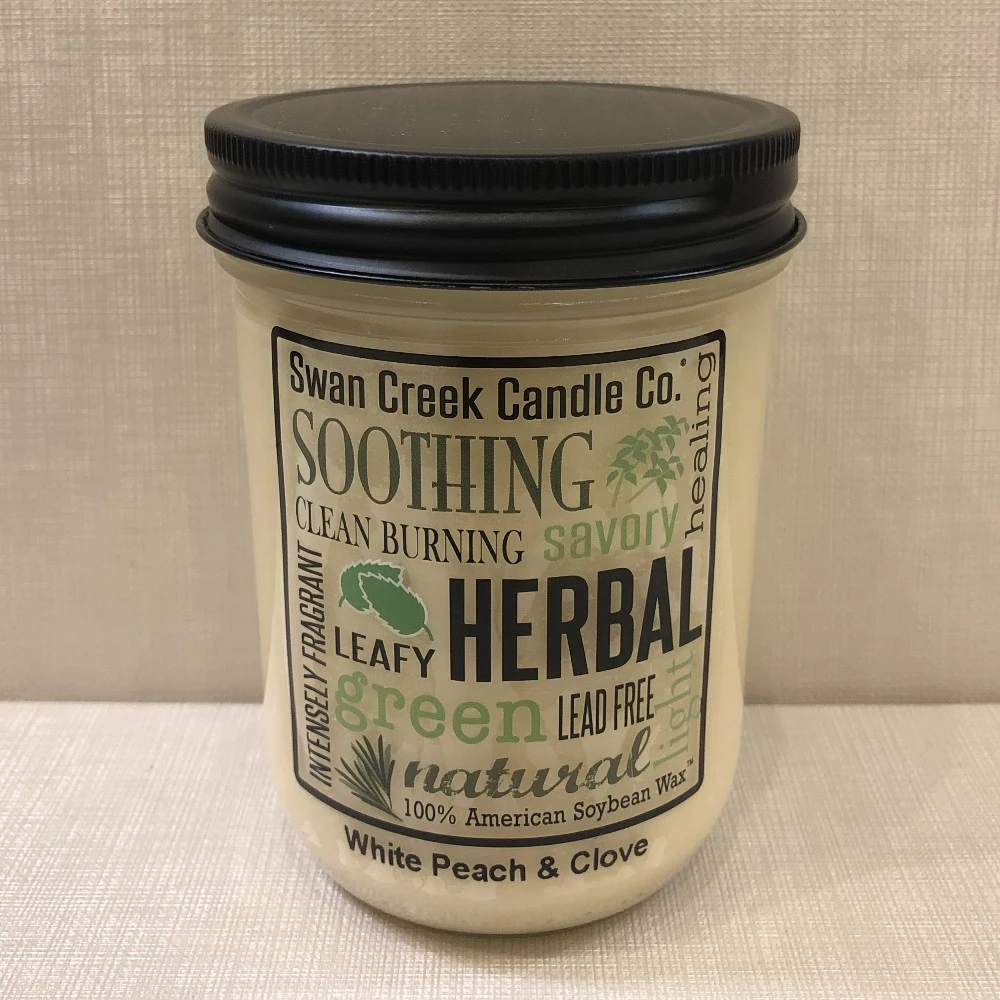 Swan Creek Candle Co.®
SOOTHING
healing
CLEAN BURNING
savory
INTENSELY FRAGRANT
LEAFY
HERBAL
green
LEAD FREE
light
natural
100% American Soybean Wax™
White Peach & Clove